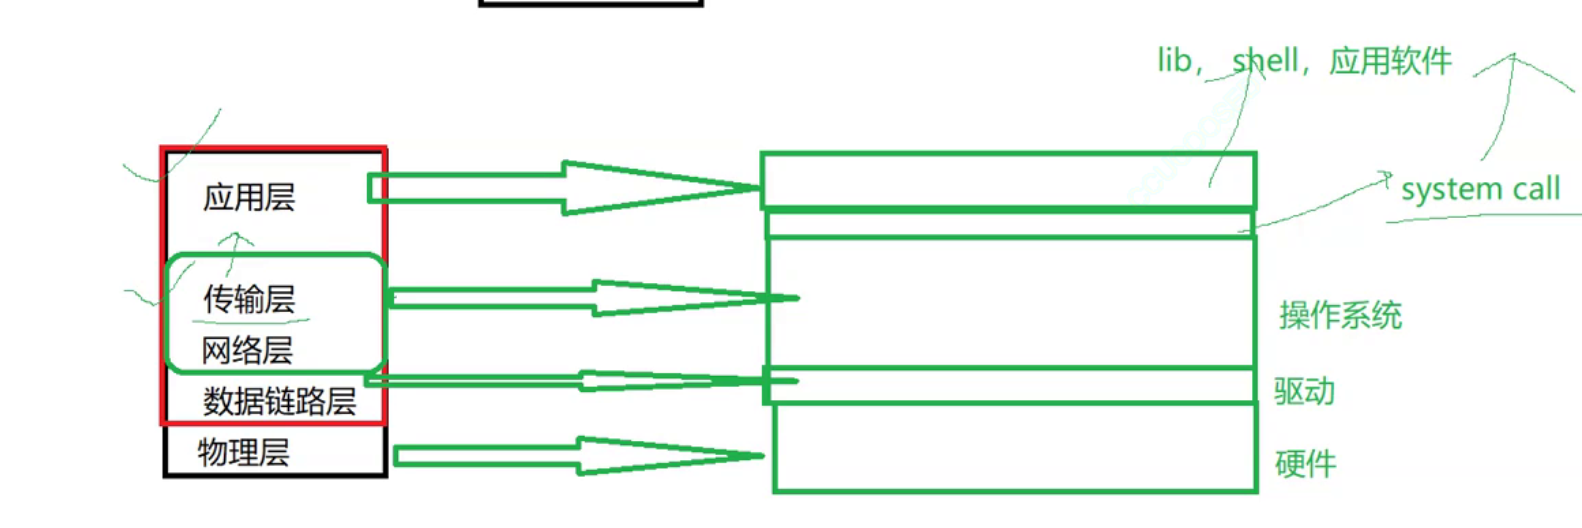 lib， shell，应用软件
应用层
system call
传输层
操作系统
网络层
数据链路层
驱动
物理层
硬件